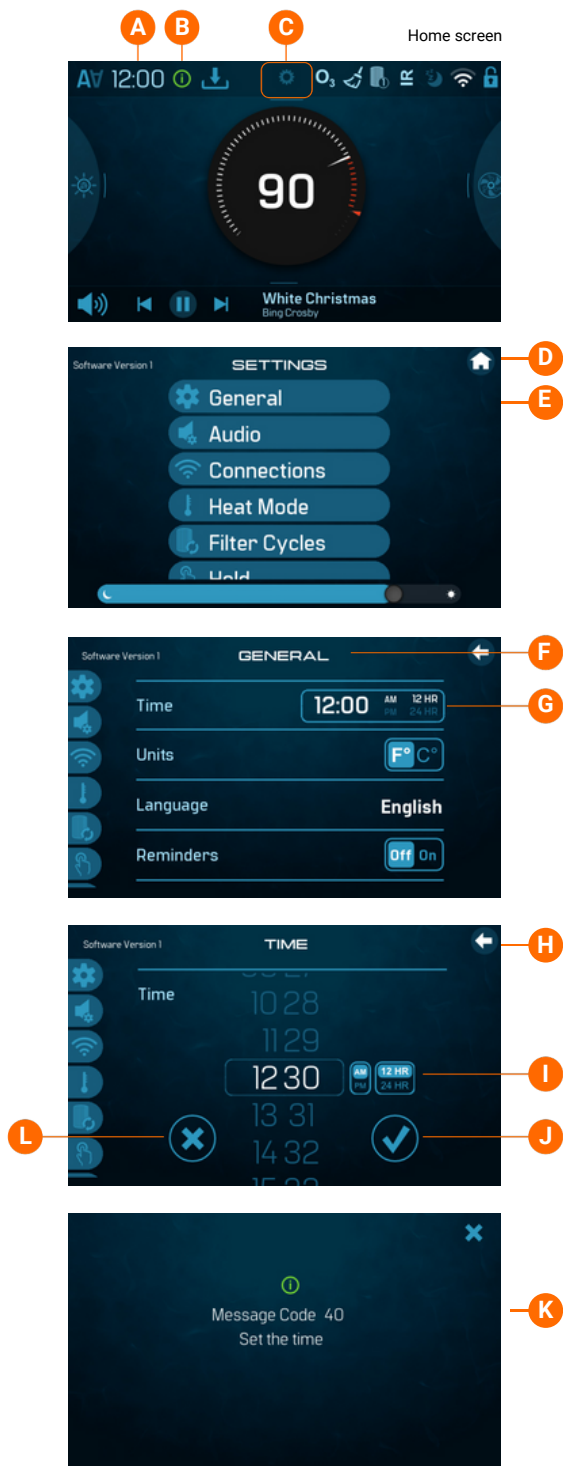 A B C
Home screen
A∀ 12:00 O₃ IR
90
White Christmas
Bing Crosby
Software Version 1 SETTINGS D
E
General
Audio
Connections
Heat Mode
Filter Cycles
Hold
Software Version 1 GENERAL F
Time 12:00 AM PM 12 HR 24 HR G
Units F° C°
Language English
Reminders Off On
Software Version 1 TIME H
Time
10 28
11 29
12 30 AM PM 12 HR 24 HR I
13 31
L J
14 32
Message Code 40 K
Set the time